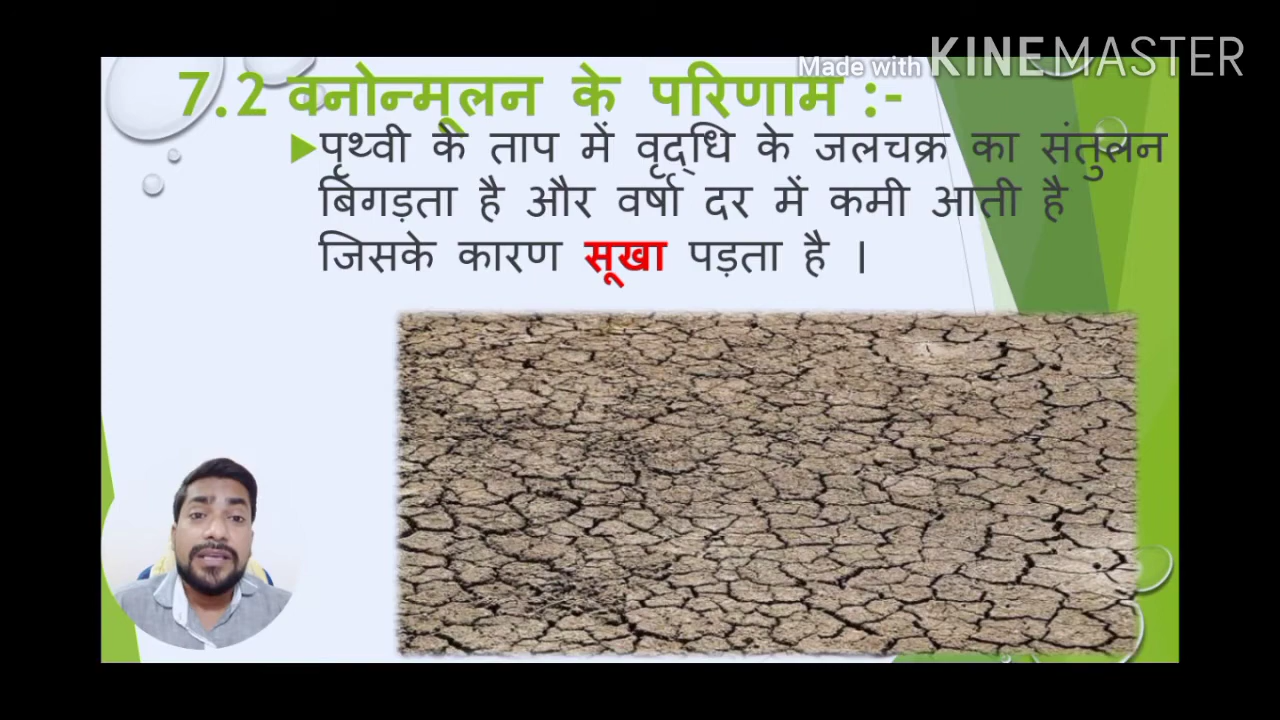 Made with KINEMASTER
7.2 वनोन्मूलन के परिणाम :-
पृथ्वी के ताप में वृद्धि के जलचक्र का संतुलन
बिगड़ता है और वर्षा दर में कमी आती है
जिसके कारण सूखा पड़ता है ।